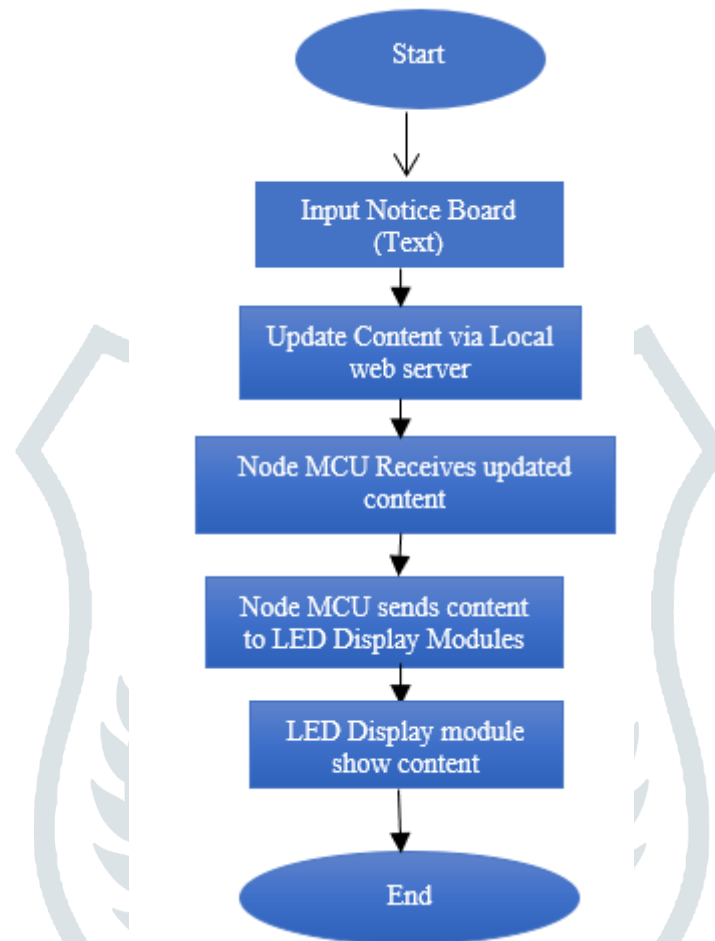 Start
Input Notice Board
(Text)
Update Content via Local
web server
Node MCU Receives updated
content
Node MCU sends content
to LED Display Modules
LED Display module
show content
End